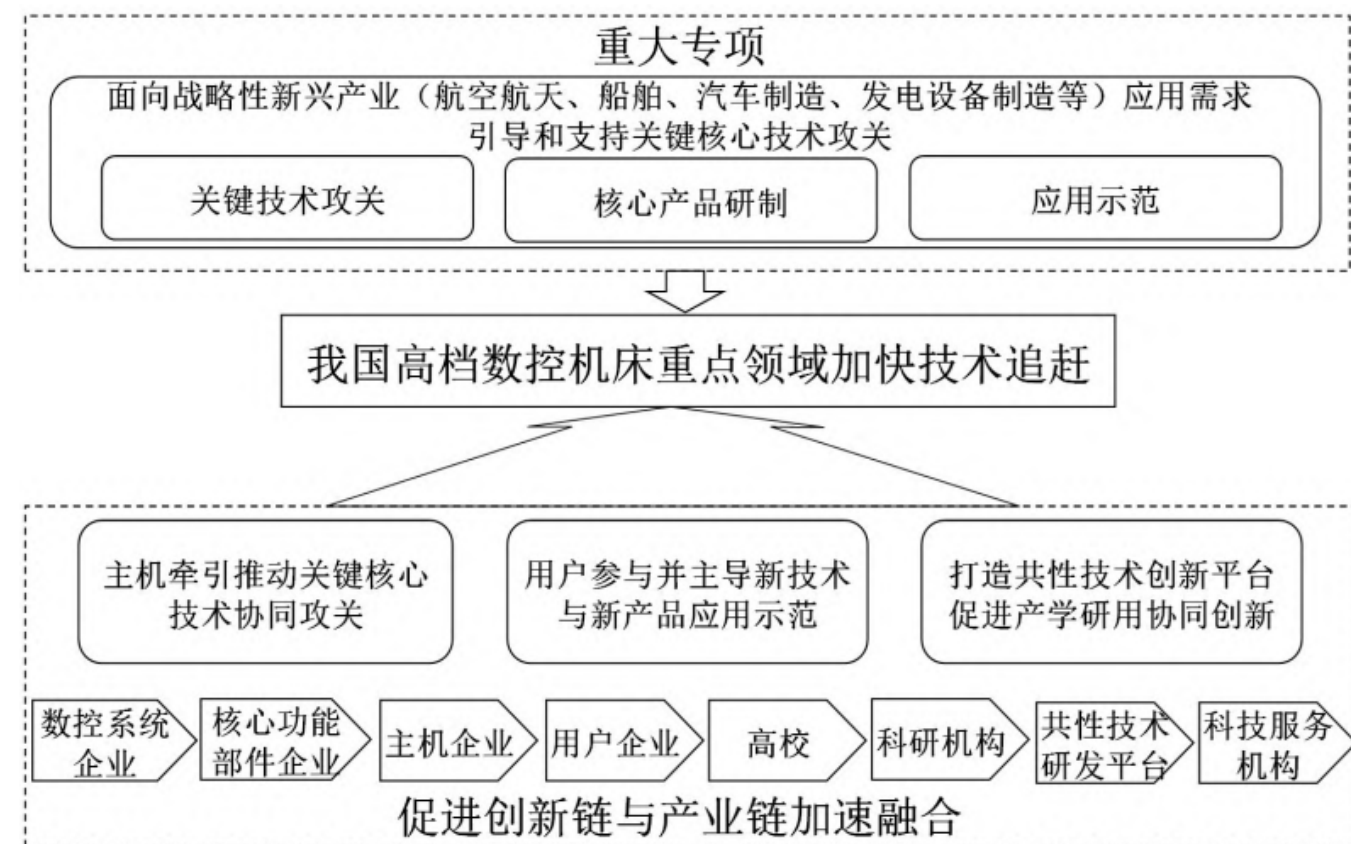 重大专项
面向战略性新兴产业（航空航天、船舶、汽车制造、发电设备制造等）应用需求
引导和支持关键核心技术攻关
关键技术攻关
核心产品研制
应用示范
我国高档数控机床重点领域加快技术追赶
主机牵引推动关键核心
技术协同攻关
用户参与并主导新技术
与新产品应用示范
打造共性技术创新平台
促进产学研用协同创新
数控系统
企业
核心功能
部件企业
主机企业
用户企业
高校
科研机构
共性技术
研发平台
科技服务
机构
促进创新链与产业链加速融合